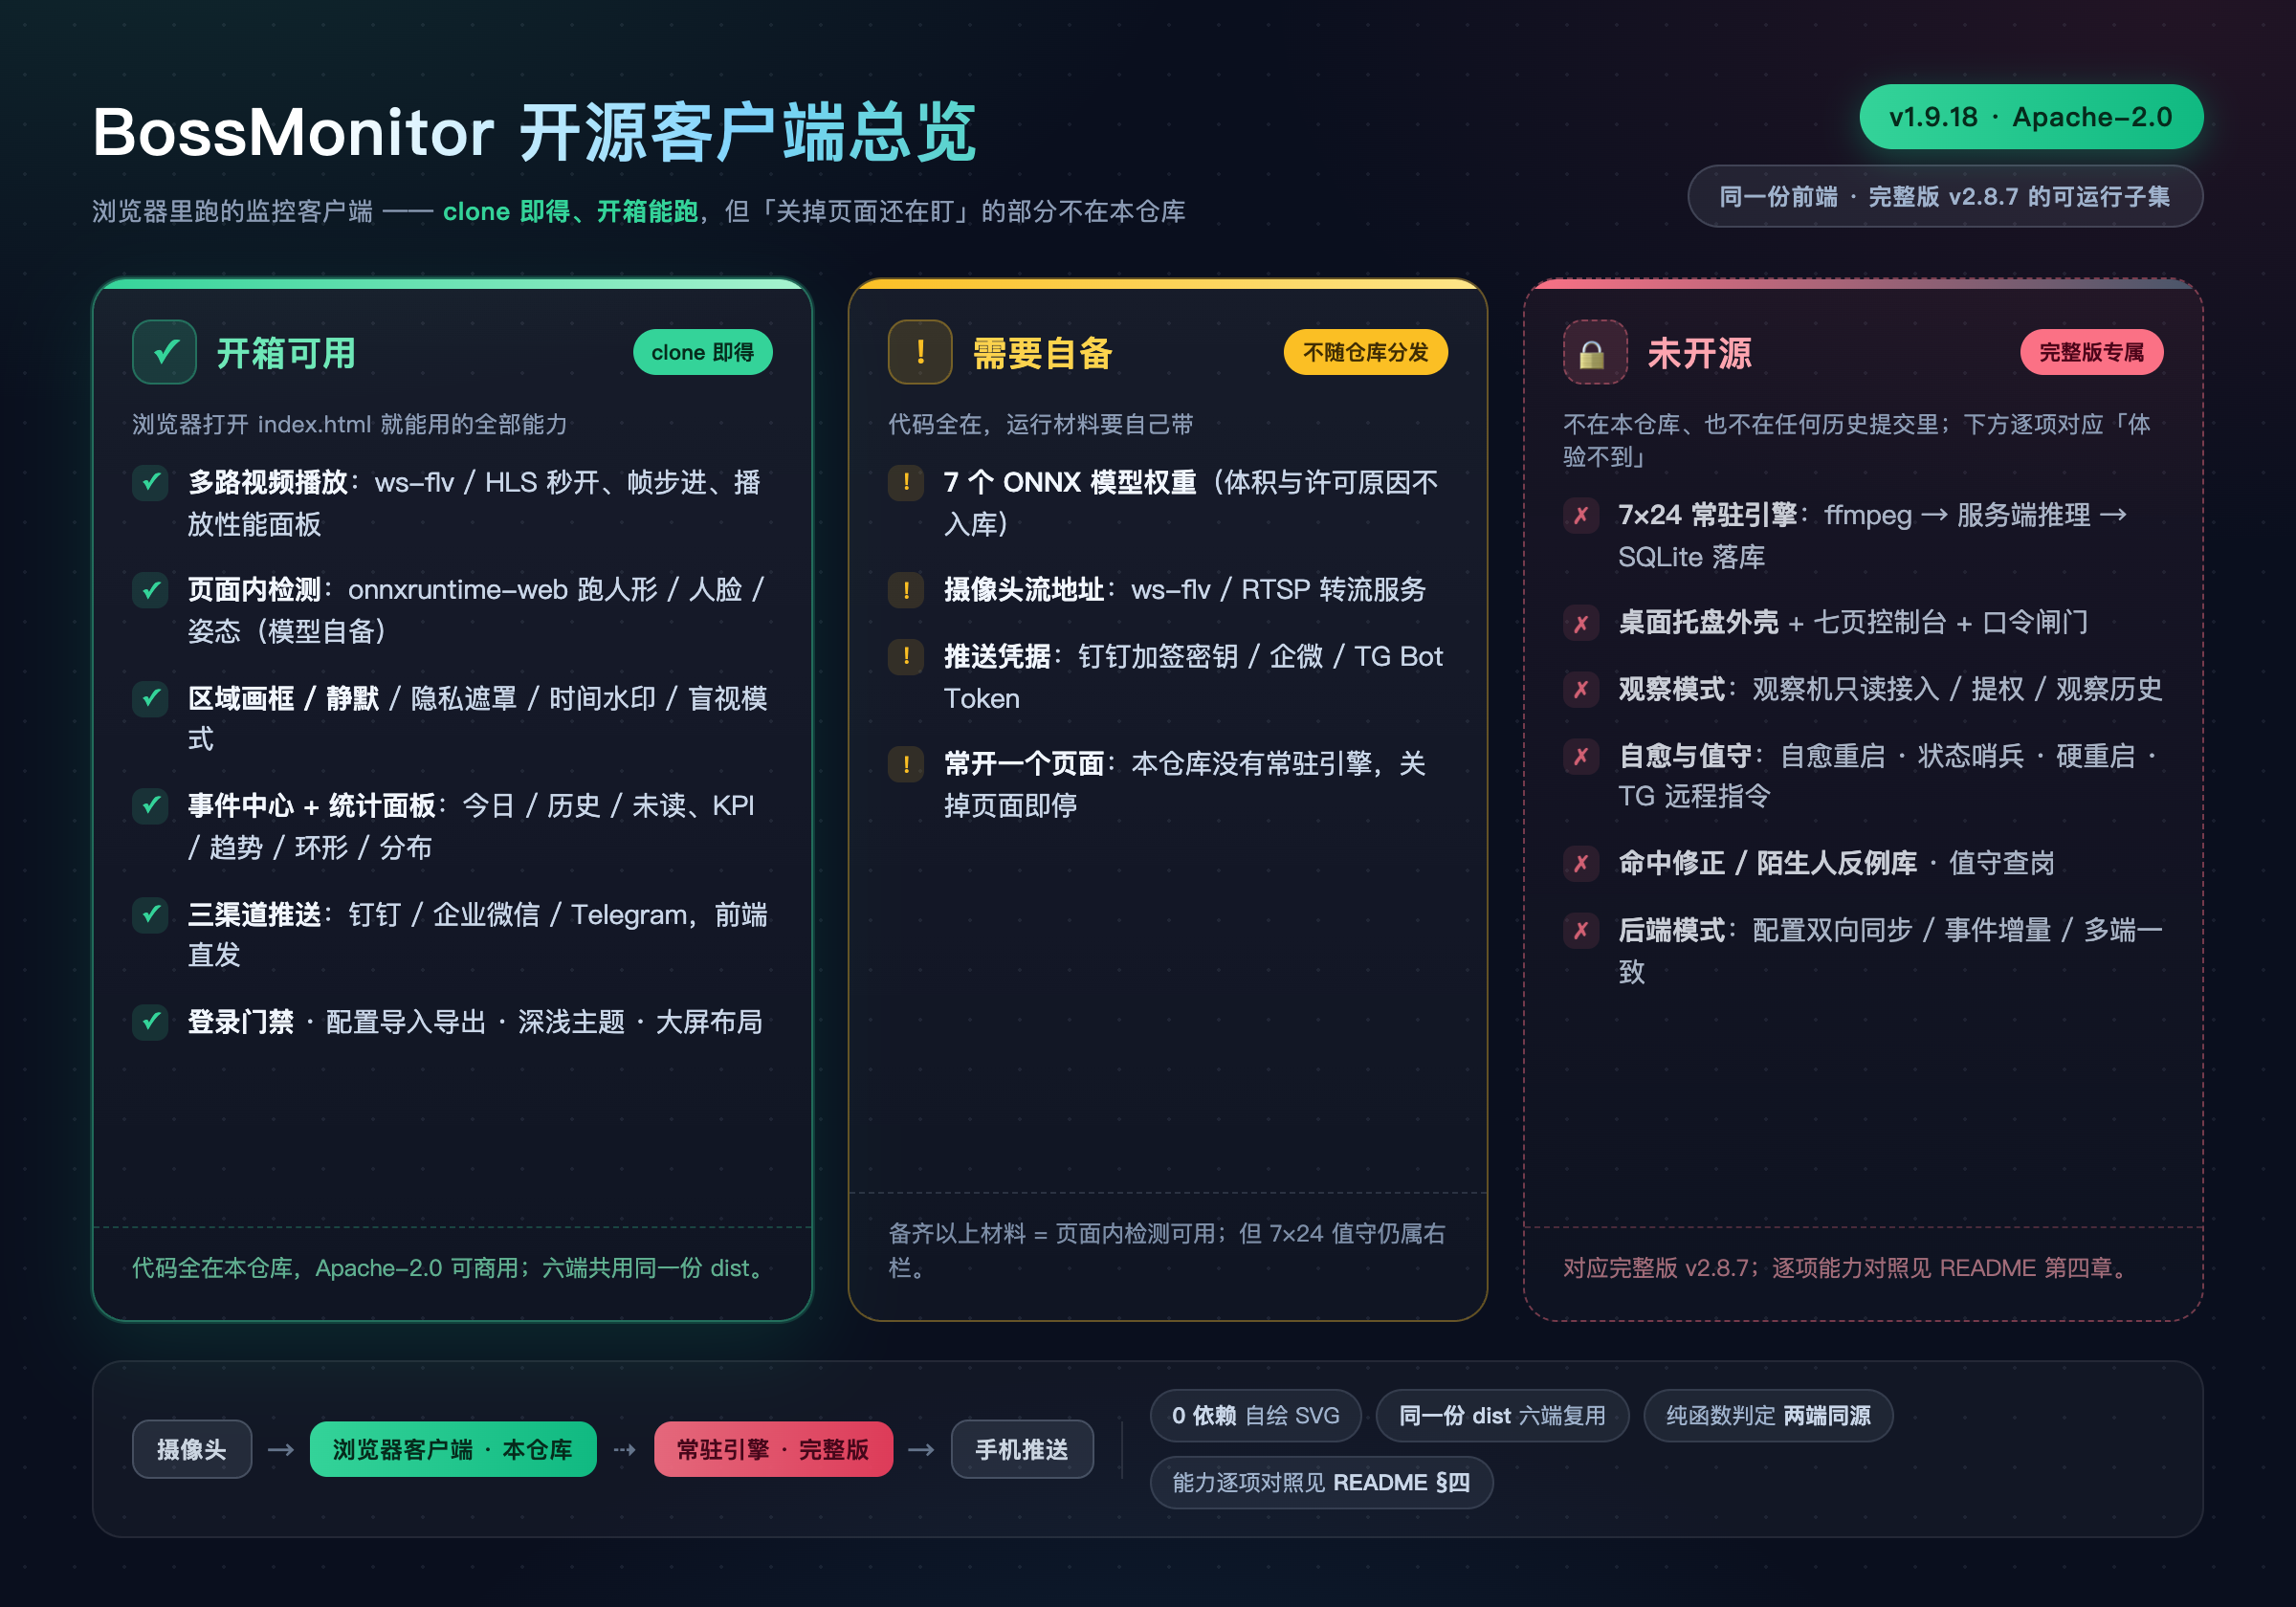 BossMonitor 开源客户端总览
v1.9.18 · Apache-2.0
浏览器里跑的监控客户端 —— clone 即得、开箱能跑，但「关掉页面还在盯」的部分不在本仓库
同一份前端 · 完整版 v2.8.7 的可运行子集
✓ 开箱可用
clone 即得
浏览器打开 index.html 就能用的全部能力
✓ 多路视频播放：ws-flv / HLS 秒开、帧步进、播
放性能面板
✓ 页面内检测：onnxruntime-web 跑人形 / 人脸 /
姿态（模型自备）
✓ 区域画框 / 静默 / 隐私遮罩 / 时间水印 / 盲视模
式
✓ 事件中心 + 统计面板：今日 / 历史 / 未读、KPI
/ 趋势 / 环形 / 分布
✓ 三渠道推送：钉钉 / 企业微信 / Telegram，前端
直发
✓ 登录门禁 · 配置导入导出 · 深浅主题 · 大屏布局
代码全在本仓库，Apache-2.0 可商用；六端共用同一份 dist。
! 需要自备
不随仓库分发
代码全在，运行材料要自己带
! 7 个 ONNX 模型权重（体积与许可原因不
入库）
! 摄像头流地址：ws-flv / RTSP 转流服务
! 推送凭据：钉钉加签密钥 / 企微 / TG Bot
Token
! 常开一个页面：本仓库没有常驻引擎，关
掉页面即停
备齐以上材料 = 页面内检测可用；但 7×24 值守仍属右
栏。
🔒 未开源
完整版专属
不在本仓库、也不在任何历史提交里；下方逐项对应「体
验不到」
✗ 7×24 常驻引擎：ffmpeg → 服务端推理 →
SQLite 落库
✗ 桌面托盘外壳 + 七页控制台 + 口令闸门
✗ 观察模式：观察机只读接入 / 提权 / 观察历史
✗ 自愈与值守：自愈重启 · 状态哨兵 · 硬重启 ·
TG 远程指令
✗ 命中修正 / 陌生人反例库 · 值守查岗
✗ 后端模式：配置双向同步 / 事件增量 / 多端一
致
对应完整版 v2.8.7；逐项能力对照见 README 第四章。
摄像头 → 浏览器客户端 · 本仓库 ⇢ 常驻引擎 · 完整版 → 手机推送
0 依赖 自绘 SVG
同一份 dist 六端复用
纯函数判定 两端同源
能力逐项对照见 README §四